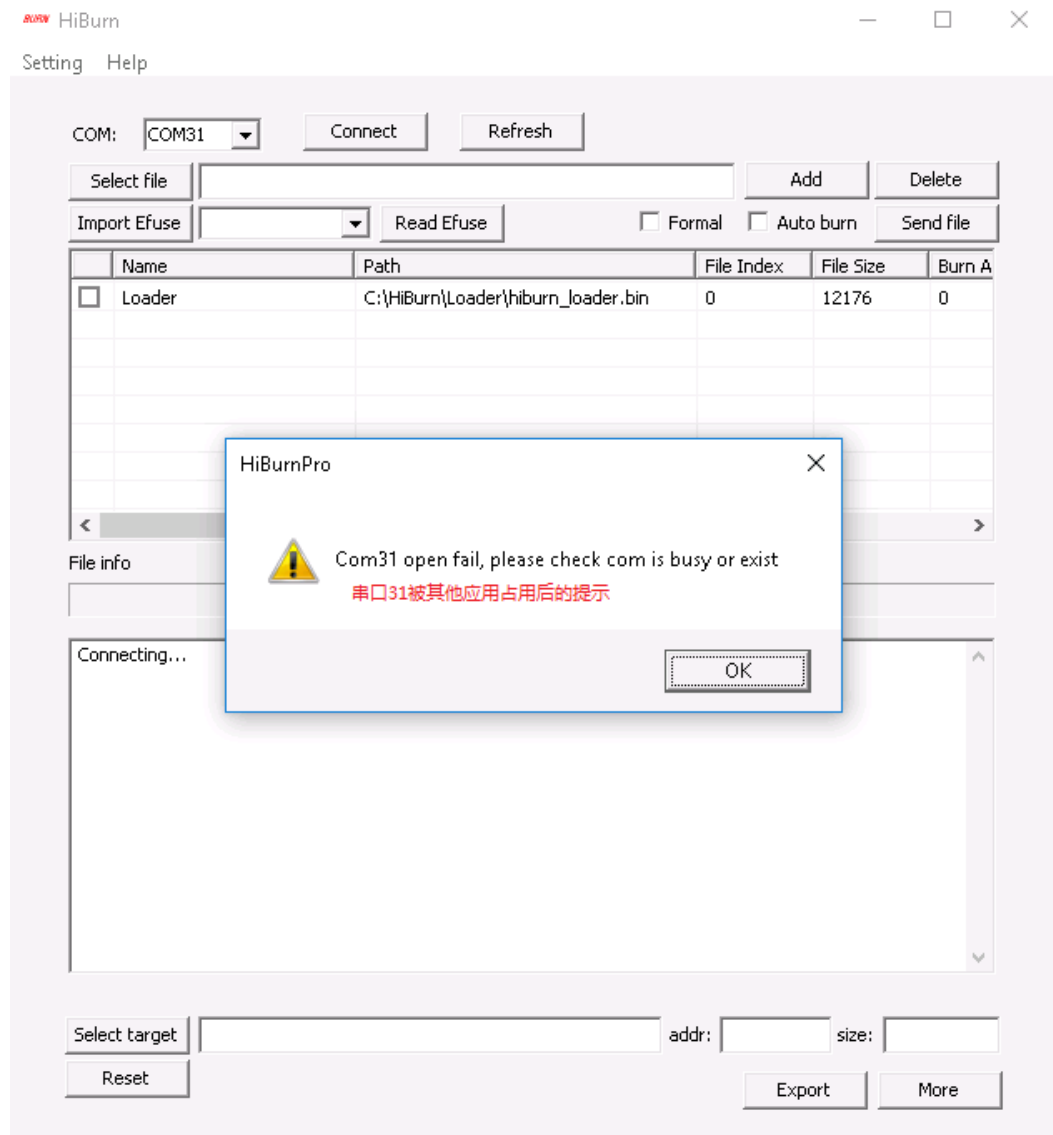 BURN HiBurn
Setting Help
COM: COM31 Connect Refresh
Select file Add Delete
Import Efuse Read Efuse Formal Auto burn Send file
Name Path File Index File Size Burn A
Loader C:\HiBurn\Loader\hiburn_loader.bin 0 12176 0
HiBurnPro
Com31 open fail, please check com is busy or exist
串口31被其他应用占用后的提示
OK
File info
Connecting...
Select target addr: size:
Reset
Export More